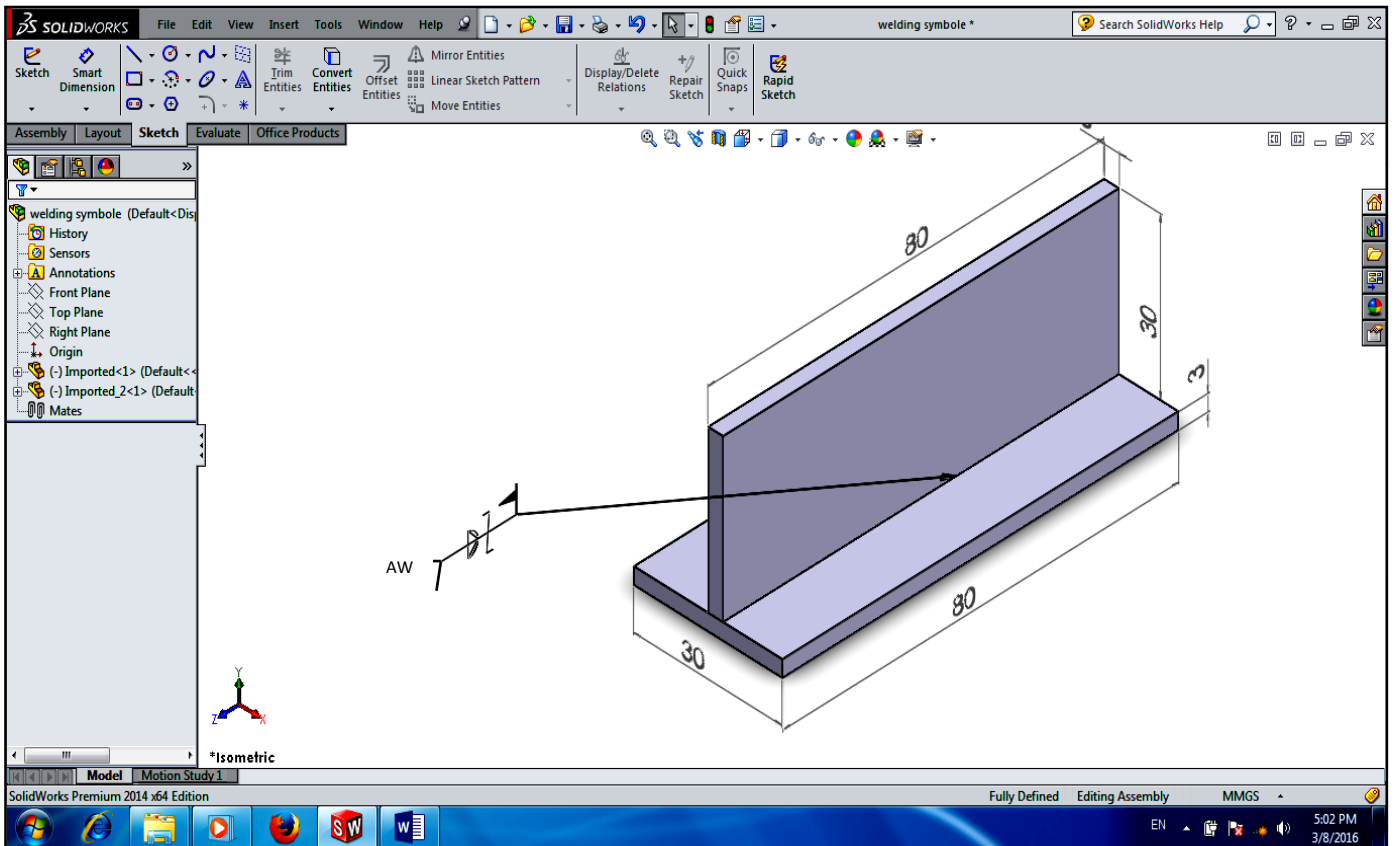 SOLIDWORKS File Edit View Insert Tools Window Help welding symbole * Search SolidWorks Help
Sketch Smart Dimension Trim Entities Convert Entities Offset Entities Mirror Entities Linear Sketch Pattern Move Entities Display/Delete Relations Repair Sketch Quick Snaps Rapid Sketch
Assembly Layout Sketch Evaluate Office Products
welding symbole (Default<Dis
History
Sensors
Annotations
Front Plane
Top Plane
Right Plane
Origin
(-) Imported<1> (Default<<
(-) Imported_2<1> (Default
Mates
80
30
3
AW
80
30
Y
Z X
*Isometric
Model Motion Study 1
SolidWorks Premium 2014 x64 Edition Fully Defined Editing Assembly MMGS
EN 5:02 PM
3/8/2016